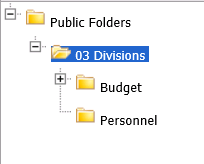 Public Folders
03 Divisions
Budget
Personnel